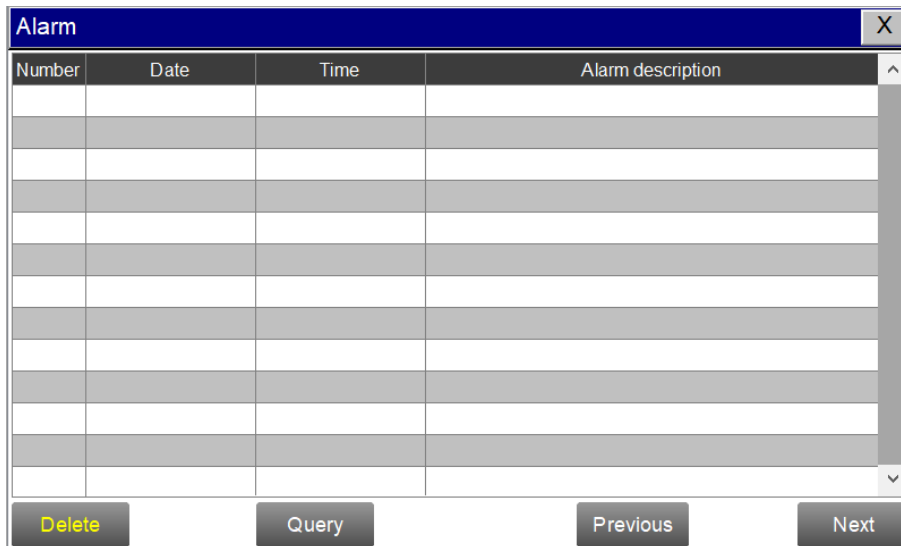 Alarm X
Number Date Time Alarm description
Delete Query Previous Next